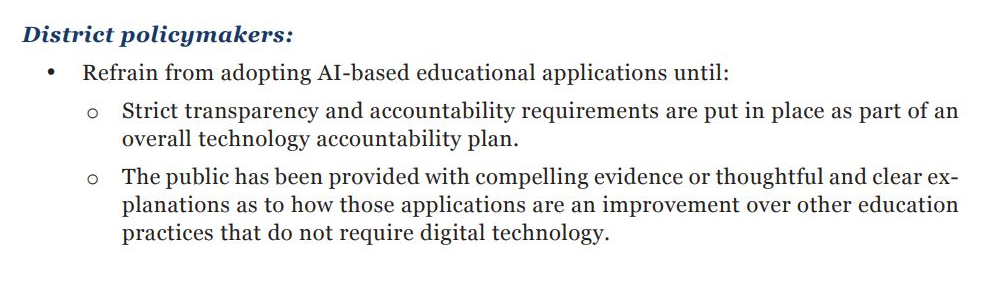 District policymakers:
• Refrain from adopting AI-based educational applications until:
o Strict transparency and accountability requirements are put in place as part of an
overall technology accountability plan.
o The public has been provided with compelling evidence or thoughtful and clear ex-
planations as to how those applications are an improvement over other education
practices that do not require digital technology.